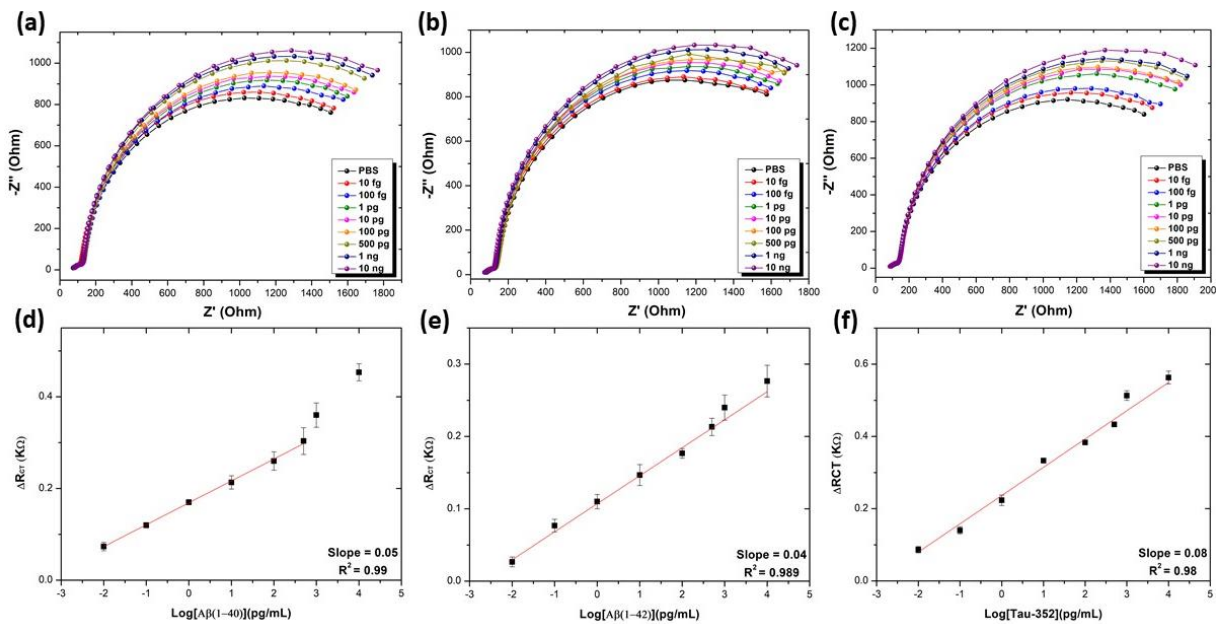 (a)
1000
800
600
400
200
0
-Z'' (Ohm)
PBS
10 fg
100 fg
1 pg
10 pg
100 pg
500 pg
1 ng
10 ng
0 200 400 600 800 1000 1200 1400 1600 1800 2000
Z' (Ohm)
(b)
1000
800
600
400
200
0
-Z'' (Ohm)
PBS
10 fg
100 fg
1 pg
10 pg
100 pg
500 pg
1 ng
10 ng
0 200 400 600 800 1000 1200 1400 1600 1800
Z' (Ohm)
(c)
1200
1000
800
600
400
200
0
-Z'' (Ohm)
PBS
10 fg
100 fg
1 pg
10 pg
100 pg
500 pg
1 ng
10 ng
0 200 400 600 800 1000 1200 1400 1600 1800 2000
Z' (Ohm)
(d)
0.4
0.2
0.0
ΔRCT (KΩ)
Slope = 0.05
R² = 0.99
-3 -2 -1 0 1 2 3 4 5
Log[Aβ(1–40)](pg/mL)
(e)
0.3
0.2
0.1
0.0
ΔRCT (KΩ)
Slope = 0.04
R² = 0.989
-3 -2 -1 0 1 2 3 4 5
Log[Aβ(1–42)](pg/mL)
(f)
0.6
0.4
0.2
0.0
ΔRCT (KΩ)
Slope = 0.08
R² = 0.98
-3 -2 -1 0 1 2 3 4 5
Log[Tau-352](pg/mL)